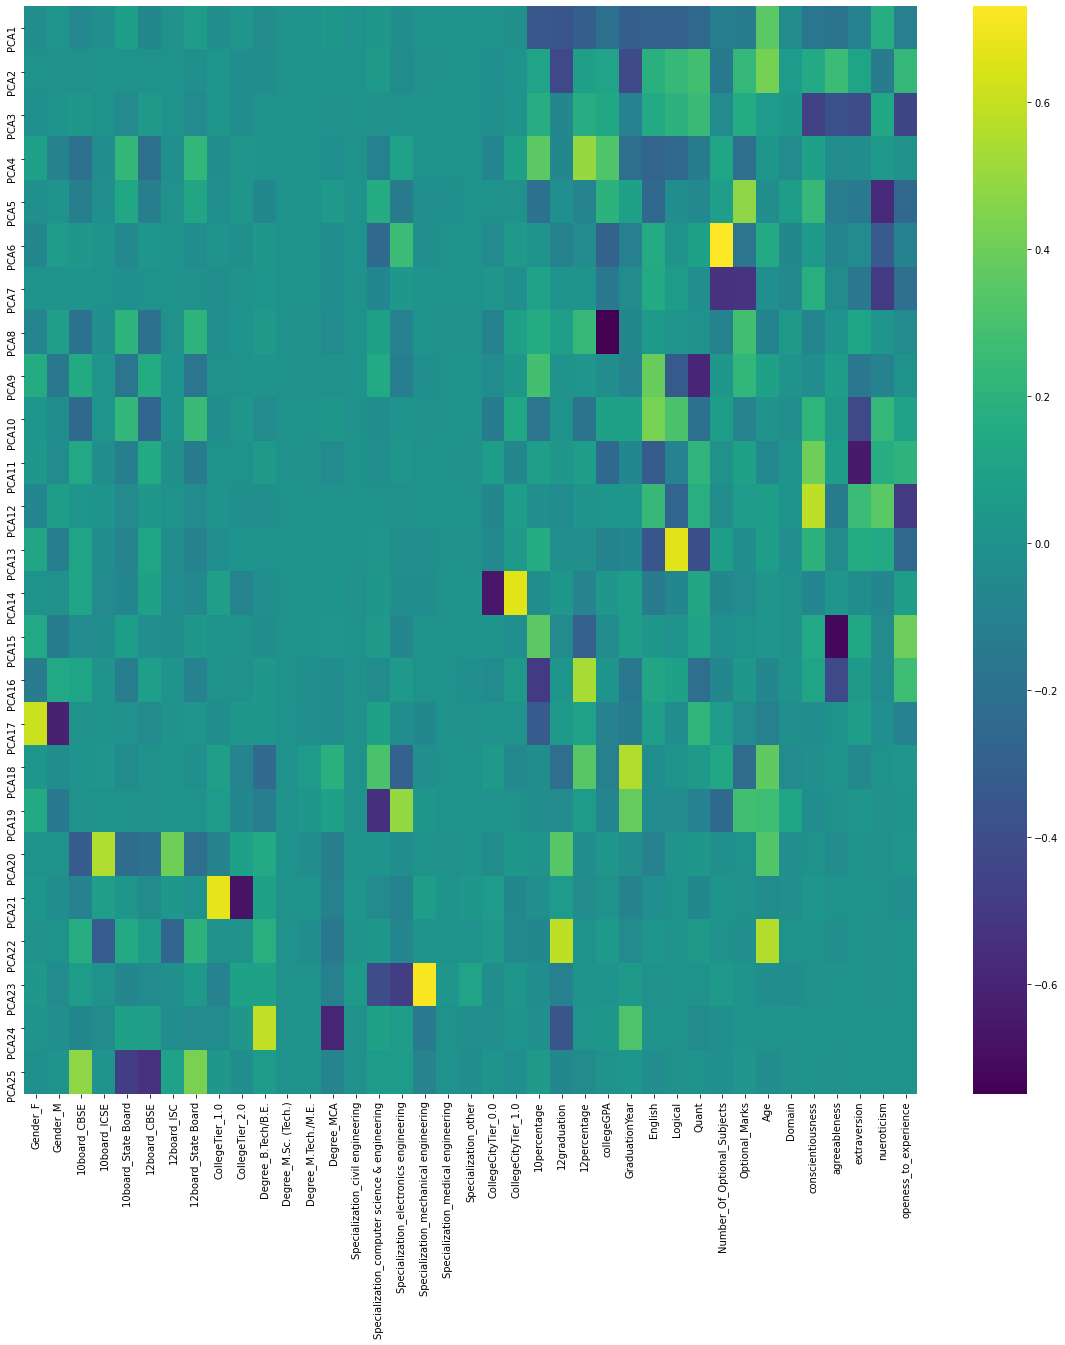 PCA1
PCA2
PCA3
PCA4
PCA5
PCA6
PCA7
PCA8
PCA9
PCA10
PCA11
PCA12
PCA13
PCA14
PCA15
PCA16
PCA17
PCA18
PCA19
PCA20
PCA21
PCA22
PCA23
PCA24
PCA25
Gender_F
Gender_M
10board_CBSE
10board_ICSE
10board_State Board
12board_CBSE
12board_ISC
12board_State Board
CollegeTier_1.0
CollegeTier_2.0
Degree_B.Tech/B.E.
Degree_M.Sc. (Tech.)
Degree_M.Tech./M.E.
Degree_MCA
Specialization_civil engineering
Specialization_computer science & engineering
Specialization_electronics engineering
Specialization_mechanical engineering
Specialization_medical engineering
Specialization_other
CollegeCityTier_0.0
CollegeCityTier_1.0
10percentage
12graduation
12percentage
collegeGPA
GraduationYear
English
Logical
Quant
Number_Of_Optional_Subjects
Optional_Marks
Age
Domain
conscientiousness
agreeableness
extraversion
nueroticism
openess_to_experience
0.6
0.4
0.2
0.0
−0.2
−0.4
−0.6